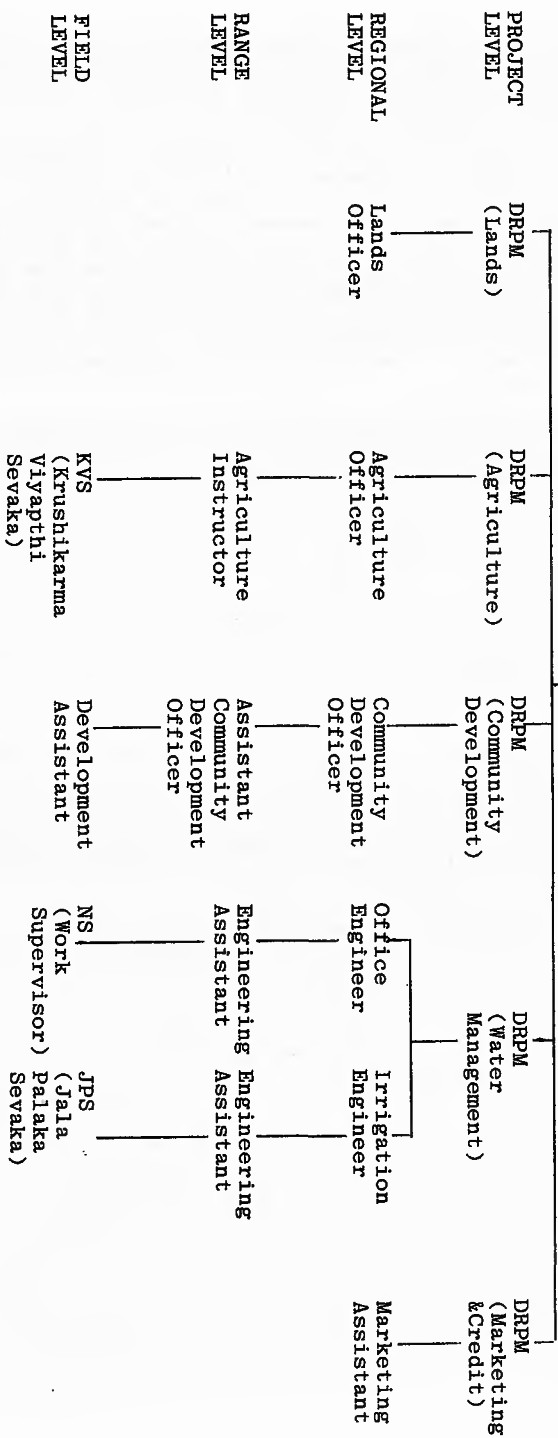 PROJECT
LEVEL
DRPM
(Lands)
DRPM
(Agriculture)
DRPM
(Community
Development)
DRPM
(Water
Management)
DRPM
(Marketing
&Credit)
REGIONAL
LEVEL
Lands
Officer
Agriculture
Officer
Community
Development
Officer
Office
Engineer
Irrigation
Engineer
Marketing
Assistant
RANGE
LEVEL
Agriculture
Instructor
Assistant
Community
Development
Officer
Engineering
Assistant
Engineering
Assistant
FIELD
LEVEL
KVS
(Krushikarma
Viyapthi
Sevaka)
Development
Assistant
NS
(Work
Supervisor)
JPS
(Jala
Palaka
Sevaka)